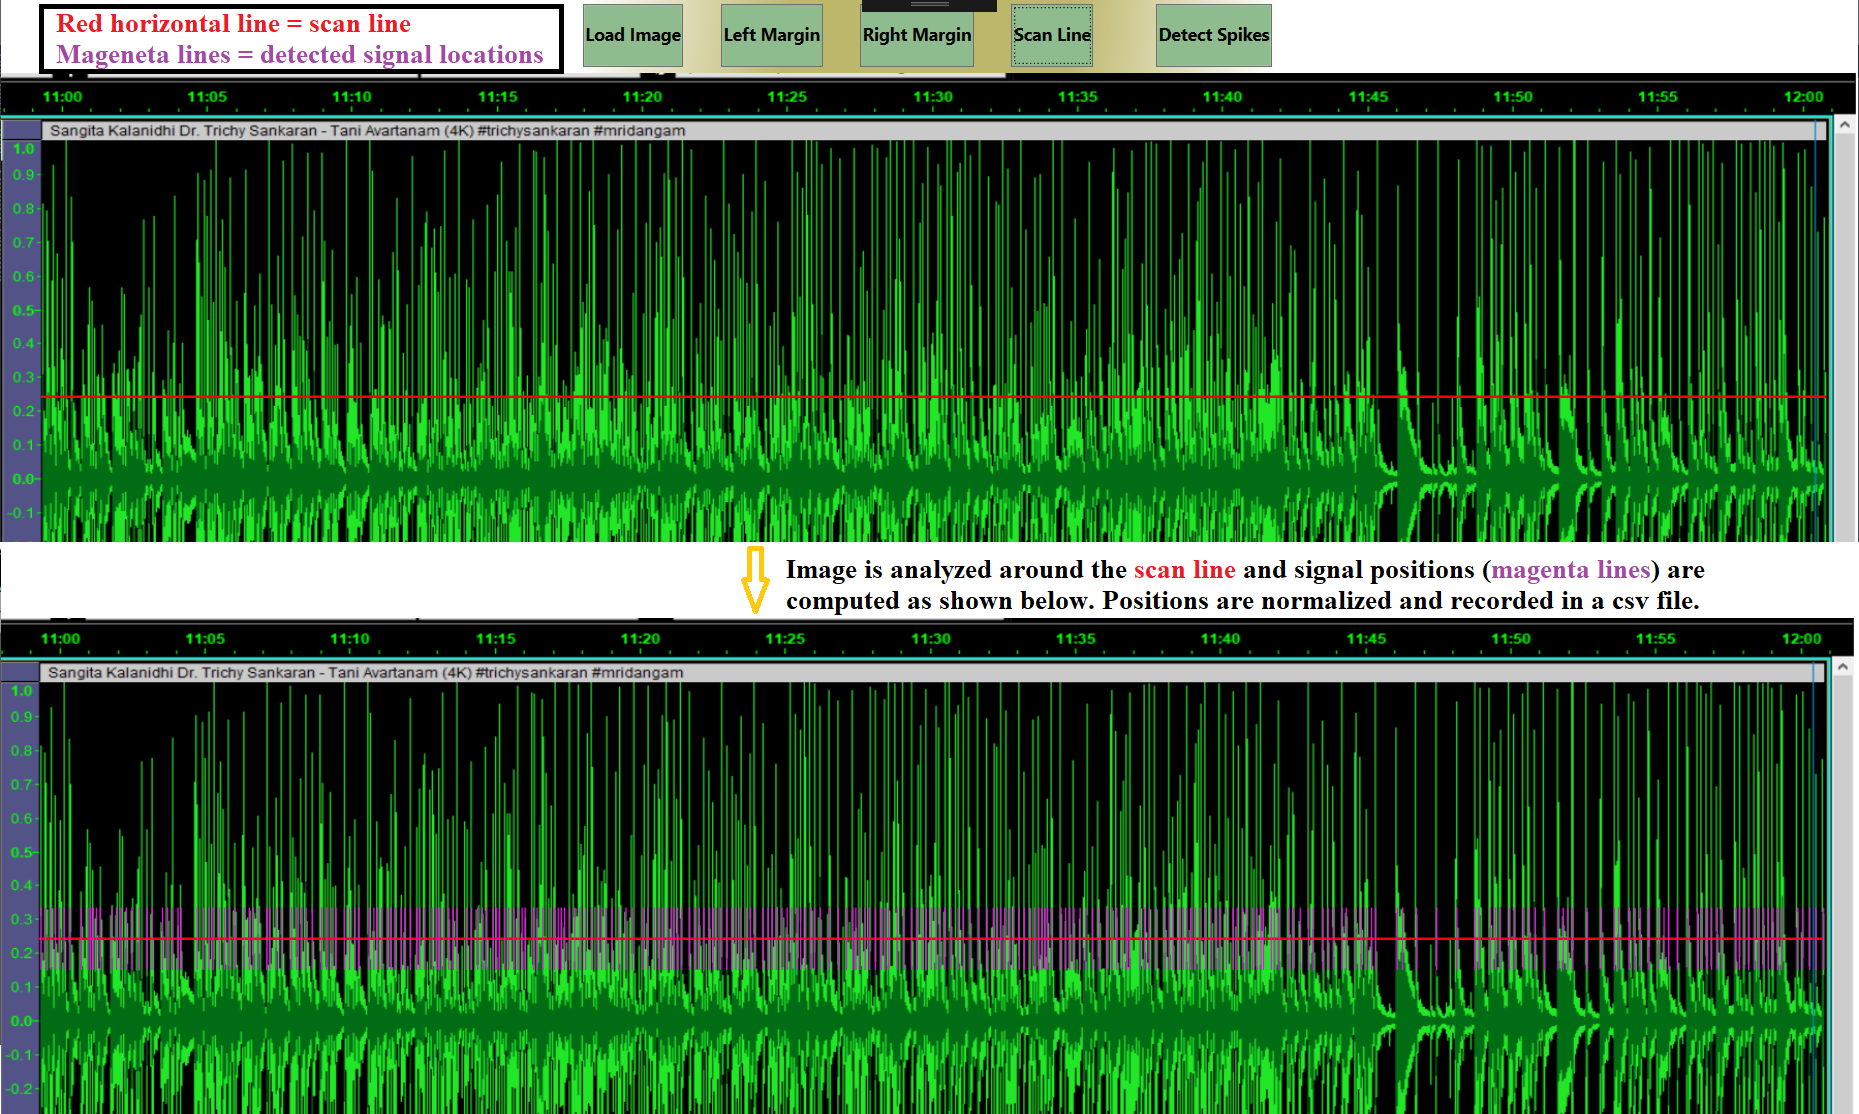 Red horizontal line = scan line
Mageneta lines = detected signal locations
Load Image
Left Margin
Right Margin
Scan Line
Detect Spikes
11:00 11:05 11:10 11:15 11:20 11:25 11:30 11:35 11:40 11:45 11:50 11:55 12:00
Sangita Kalanidhi Dr. Trichy Sankaran - Tani Avartanam (4K) #trichysankaran #mridangam
1.0
0.9
0.8
0.7
0.6
0.5
0.4
0.3
0.2
0.1
0.0
-0.1
Image is analyzed around the scan line and signal positions (magenta lines) are
computed as shown below. Positions are normalized and recorded in a csv file.
11:00 11:05 11:10 11:15 11:20 11:25 11:30 11:35 11:40 11:45 11:50 11:55 12:00
Sangita Kalanidhi Dr. Trichy Sankaran - Tani Avartanam (4K) #trichysankaran #mridangam
1.0
0.9
0.8
0.7
0.6
0.5
0.4
0.3
0.2
0.1
0.0
-0.1
-0.2